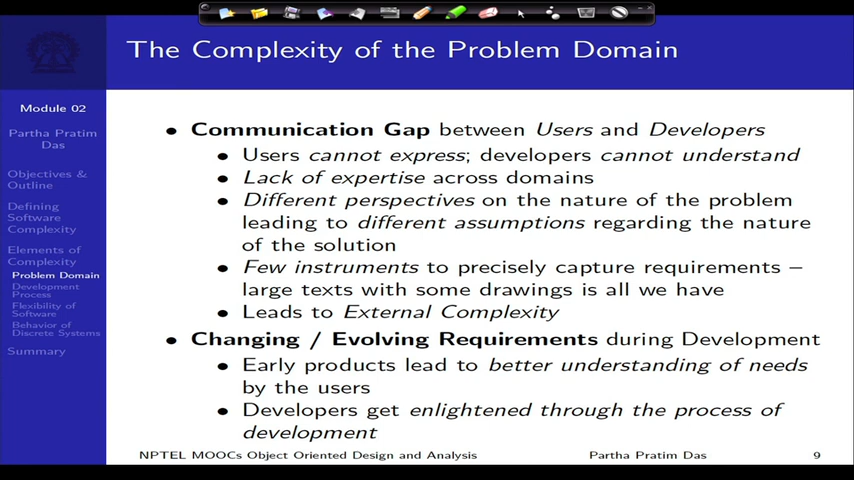 The Complexity of the Problem Domain
Module 02
Partha Pratim
Das
Objectives &
Outline
Defining
Software
Complexity
Elements of
Complexity
Problem Domain
Development
Process
Flexibility of
Software
Behavior of
Discrete Systems
Summary
• Communication Gap between Users and Developers
• Users cannot express; developers cannot understand
• Lack of expertise across domains
• Different perspectives on the nature of the problem
leading to different assumptions regarding the nature
of the solution
• Few instruments to precisely capture requirements –
large texts with some drawings is all we have
• Leads to External Complexity
• Changing / Evolving Requirements during Development
• Early products lead to better understanding of needs
by the users
• Developers get enlightened through the process of
development
NPTEL MOOCs Object Oriented Design and Analysis Partha Pratim Das 9